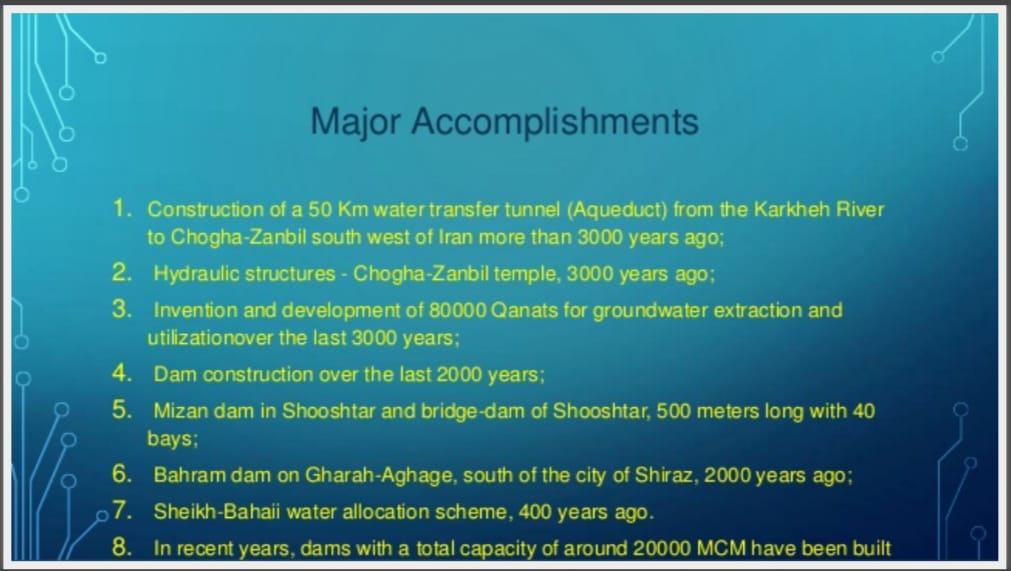 Major Accomplishments
1. Construction of a 50 Km water transfer tunnel (Aqueduct) from the Karkheh River
to Chogha-Zanbil south west of Iran more than 3000 years ago;
2. Hydraulic structures - Chogha-Zanbil temple, 3000 years ago;
3. Invention and development of 80000 Qanats for groundwater extraction and
utilizationover the last 3000 years;
4. Dam construction over the last 2000 years;
5. Mizan dam in Shooshtar and bridge-dam of Shooshtar, 500 meters long with 40
bays;
6. Bahram dam on Gharah-Aghage, south of the city of Shiraz, 2000 years ago;
7. Sheikh-Bahaii water allocation scheme, 400 years ago.
8. In recent years, dams with a total capacity of around 20000 MCM have been built